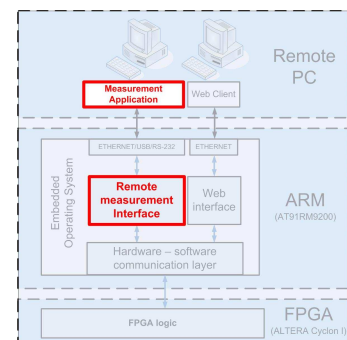 Remote
PC
Measurement
Application
Web Client
ETHERNET/USB/RS-232
ETHERNET
Embedded
Operating System
Remote
measurement
Interface
Web
interface
ARM
(AT91RM9200)
Hardware – software
communication layer
FPGA logic
FPGA
(ALTERA Cyclon I)